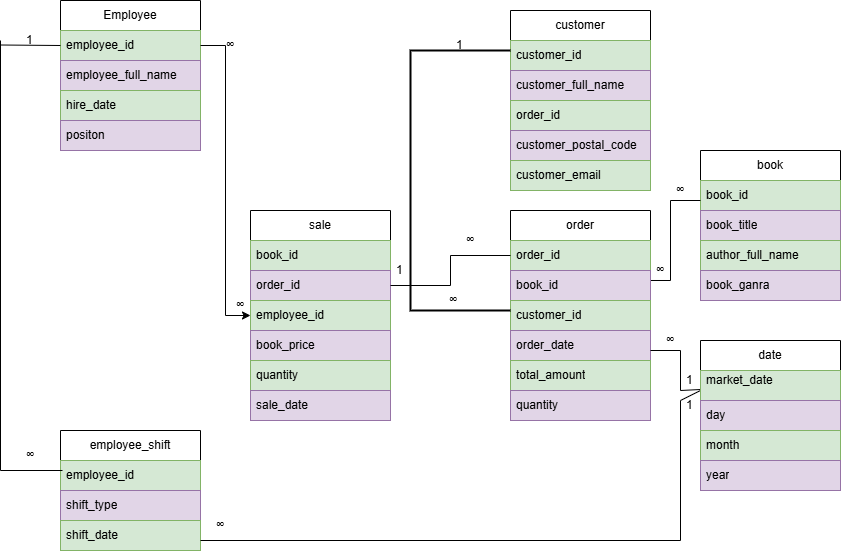 Employee
1
employee_id
∞
employee_full_name
hire_date
positon
customer
1
customer_id
customer_full_name
order_id
customer_postal_code
customer_email
book
∞
book_id
book_title
author_full_name
book_ganra
sale
book_id
order_id
1
∞
employee_id
book_price
quantity
sale_date
order
∞
order_id
book_id
∞
∞
customer_id
order_date
∞
total_amount
quantity
date
1
market_date
1
day
month
year
employee_shift
∞
employee_id
shift_type
shift_date
∞